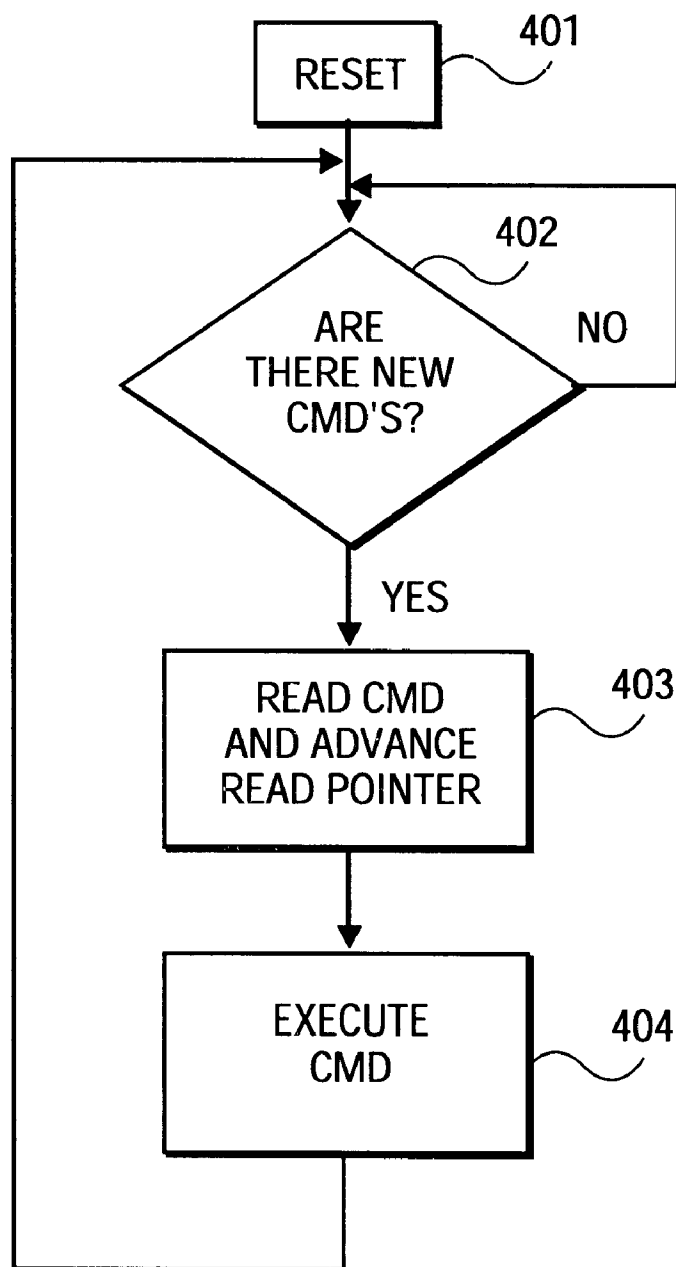 401
RESET
402
ARE
THERE NEW
CMD'S?
NO
YES
403
READ CMD
AND ADVANCE
READ POINTER
404
EXECUTE
CMD